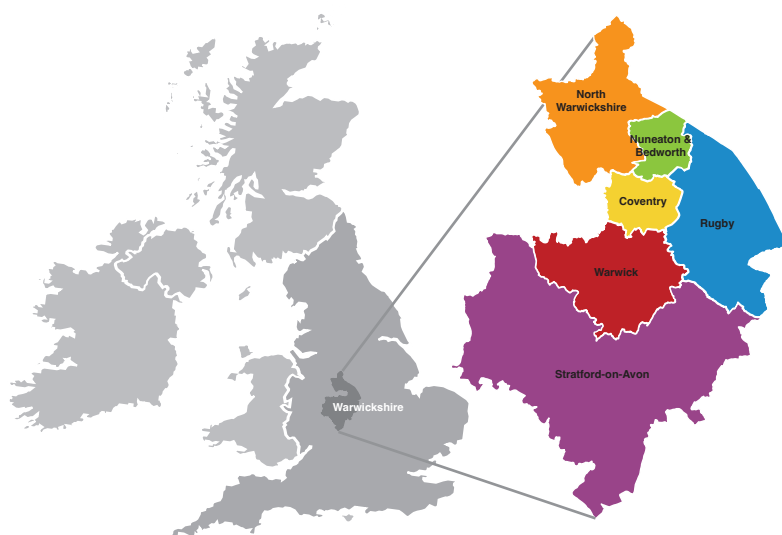 North
Warwickshire
Nuneaton &
Bedworth
Coventry
Rugby
Warwick
Stratford-on-Avon
Warwickshire